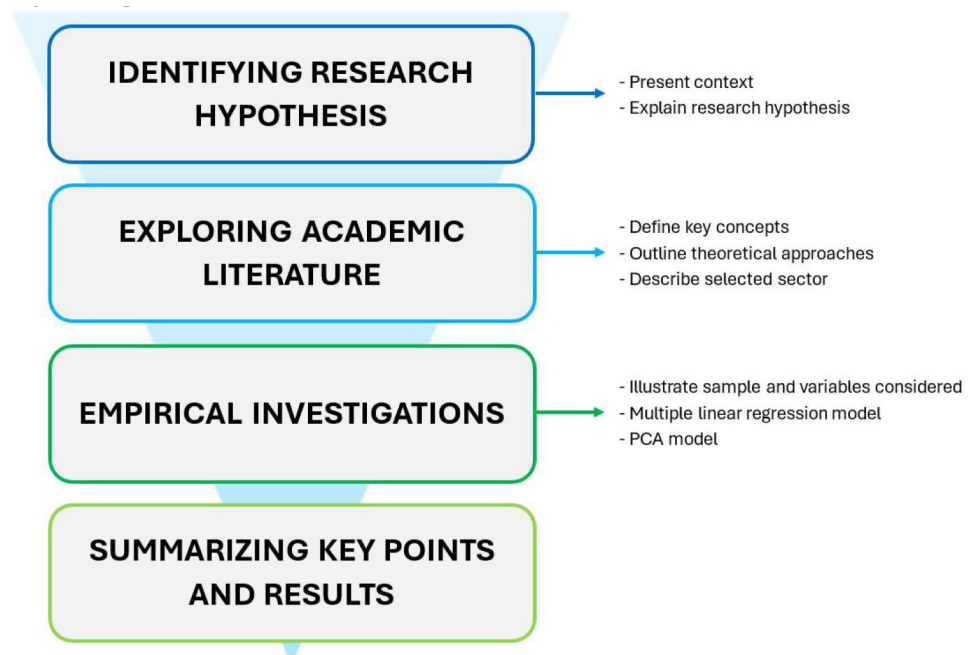 IDENTIFYING RESEARCH
HYPOTHESIS
- Present context
- Explain research hypothesis
EXPLORING ACADEMIC
LITERATURE
- Define key concepts
- Outline theoretical approaches
- Describe selected sector
EMPIRICAL INVESTIGATIONS
- Illustrate sample and variables considered
- Multiple linear regression model
- PCA model
SUMMARIZING KEY POINTS
AND RESULTS